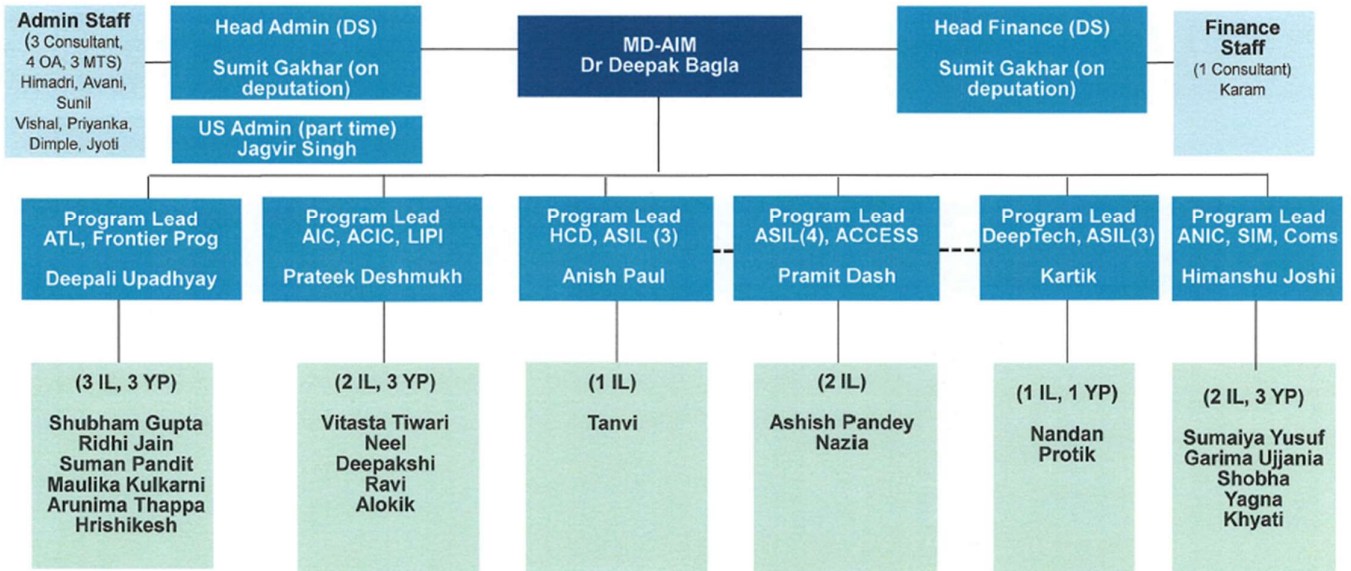 Admin Staff
(3 Consultant,
4 OA, 3 MTS)
Himadri, Avani,
Sunil
Vishal, Priyanka,
Dimple, Jyoti
Head Admin (DS)
Sumit Gakhar (on
deputation)
US Admin (part time)
Jagvir Singh
MD-AIM
Dr Deepak Bagla
Head Finance (DS)
Sumit Gakhar (on
deputation)
Finance
Staff
(1 Consultant)
Karam
Program Lead
ATL, Frontier Prog
Deepali Upadhyay
Program Lead
AIC, ACIC, LIPI
Prateek Deshmukh
Program Lead
HCD, ASIL (3)
Anish Paul
Program Lead
ASIL(4), ACCESS
Pramit Dash
Program Lead
DeepTech, ASIL(3)
Kartik
Program Lead
ANIC, SIM, Coms
Himanshu Joshi
(3 IL, 3 YP)
Shubham Gupta
Ridhi Jain
Suman Pandit
Maulika Kulkarni
Arunima Thappa
Hrishikesh
(2 IL, 3 YP)
Vitasta Tiwari
Neel
Deepakshi
Ravi
Alokik
(1 IL)
Tanvi
(2 IL)
Ashish Pandey
Nazia
(1 IL, 1 YP)
Nandan
Protik
(2 IL, 3 YP)
Sumaiya Yusuf
Garima Ujjania
Shobha
Yagna
Khyati